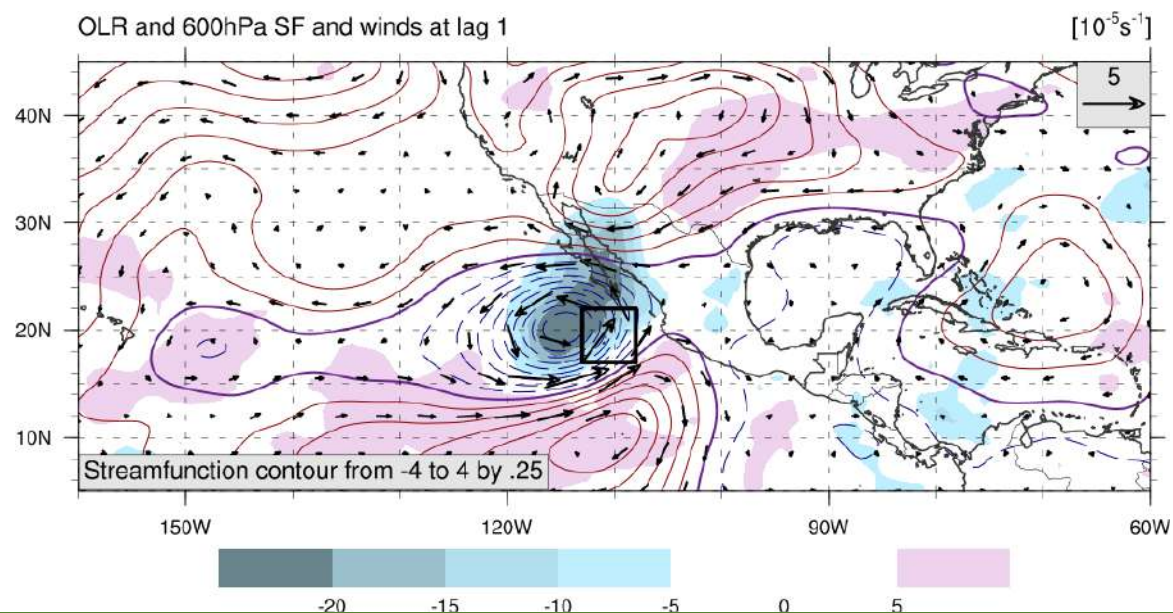 OLR and 600hPa SF and winds at lag 1
[10⁻⁵s⁻¹]
5
40N
30N
20N
10N
Streamfunction contour from -4 to 4 by .25
150W 120W 90W 60W
-20 -15 -10 -5 0 5